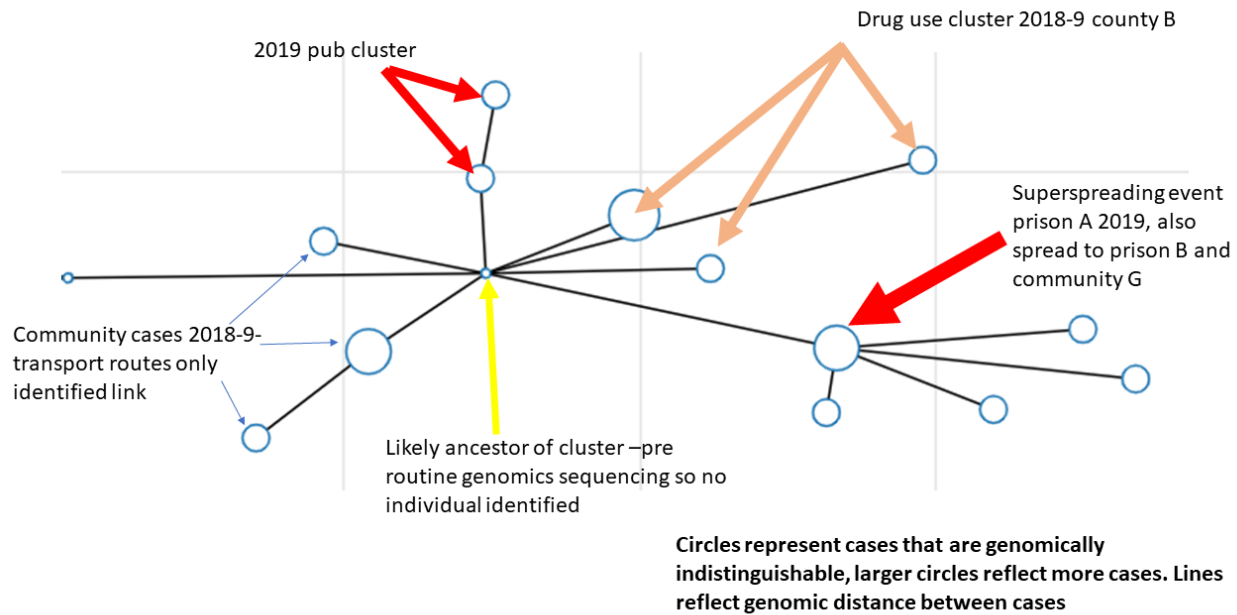 Drug use cluster 2018-9 county B
2019 pub cluster
Superspreading event
prison A 2019, also
spread to prison B and
community G
Community cases 2018-9-
transport routes only
identified link
Likely ancestor of cluster –pre
routine genomics sequencing so no
individual identified
Circles represent cases that are genomically
indistinguishable, larger circles reflect more cases. Lines
reflect genomic distance between cases